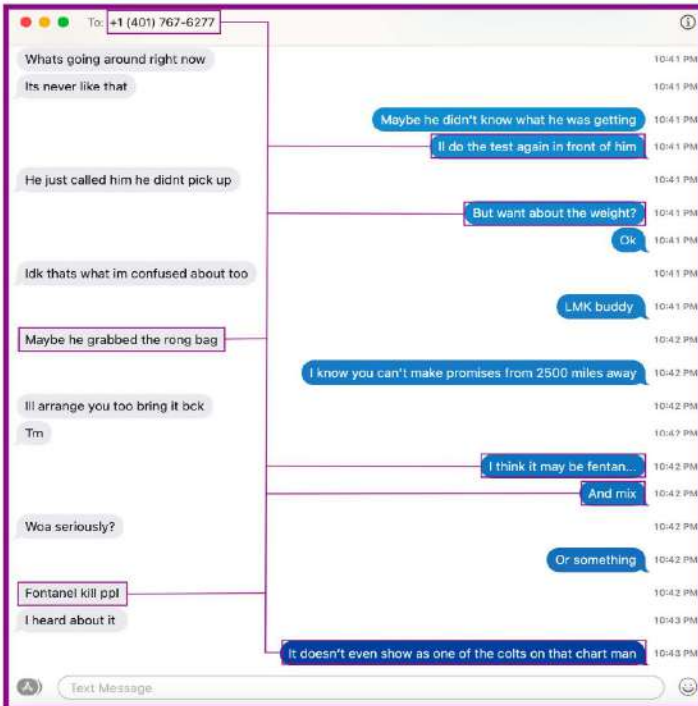 To: +1 (401) 767-6277
Whats going around right now
10:41 PM
Its never like that
10:41 PM
Maybe he didn't know what he was getting
10:41 PM
Il do the test again in front of him
10:41 PM
He just called him he didnt pick up
10:41 PM
But want about the weight?
10:41 PM
Ok
10:41 PM
Idk thats what im confused about too
10:41 PM
LMK buddy
10:41 PM
Maybe he grabbed the rong bag
10:42 PM
I know you can't make promises from 2500 miles away
10:42 PM
Ill arrange you too bring it bck
10:42 PM
Tm
10:42 PM
I think it may be fentan...
10:42 PM
And mix
10:42 PM
Woa seriously?
10:42 PM
Or something
10:42 PM
Fontanel kill ppl
10:42 PM
I heard about it
10:43 PM
It doesn't even show as one of the colts on that chart man
10:43 PM
Text Message